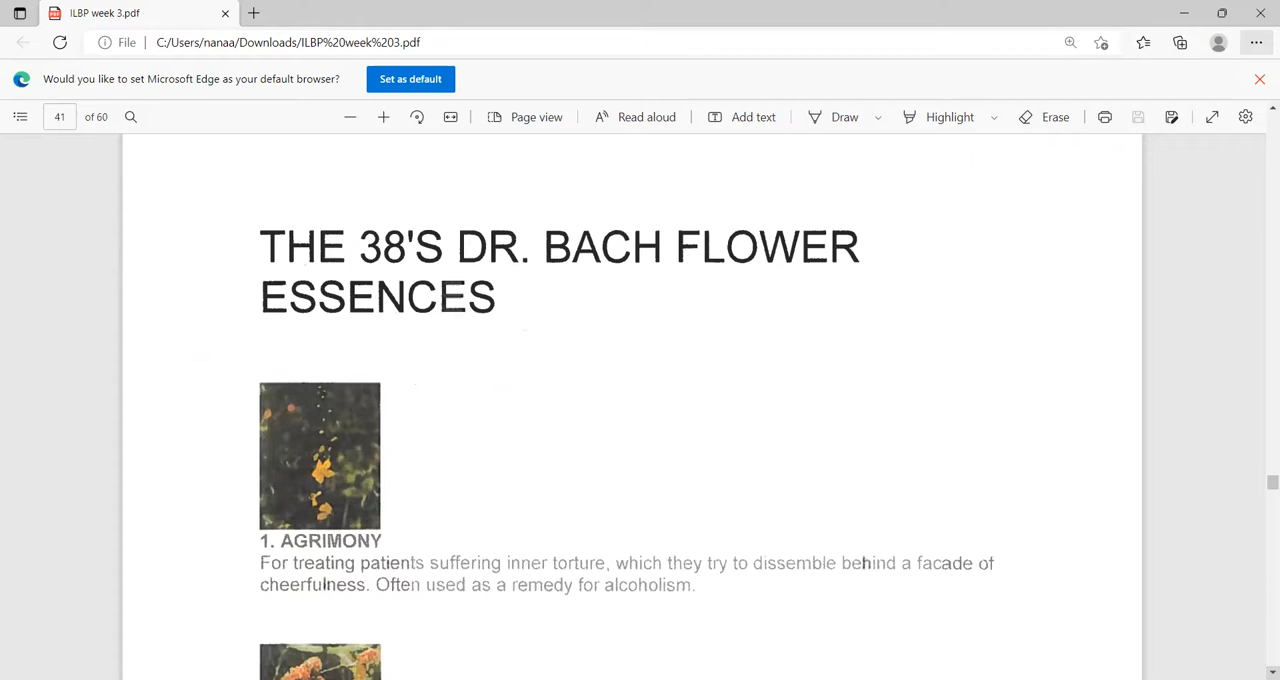 ILBP week 3.pdf
File
C:/Users/nanaa/Downloads/ILBP%20week%203.pdf
Would you like to set Microsoft Edge as your default browser?
Set as default
41 of 60
Page view
Read aloud
Add text
Draw
Highlight
Erase
THE 38'S DR. BACH FLOWER
ESSENCES
1. AGRIMONY
For treating patients suffering inner torture, which they try to dissemble behind a facade of
cheerfulness. Often used as a remedy for alcoholism.